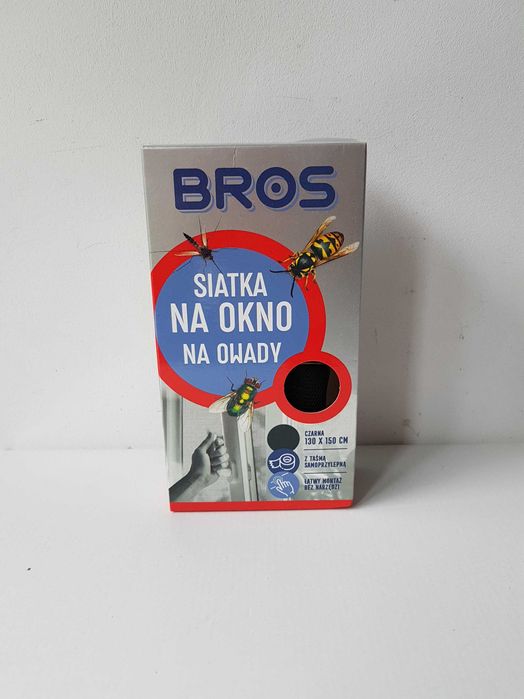 BROS
SIATKA
NA OKNO
NA OWADY
CZARNA
130 X 150 CM
Z TAŚMĄ
SAMOPRZYLEPNĄ
ŁATWY MONTAŻ
BEZ NARZĘDZI